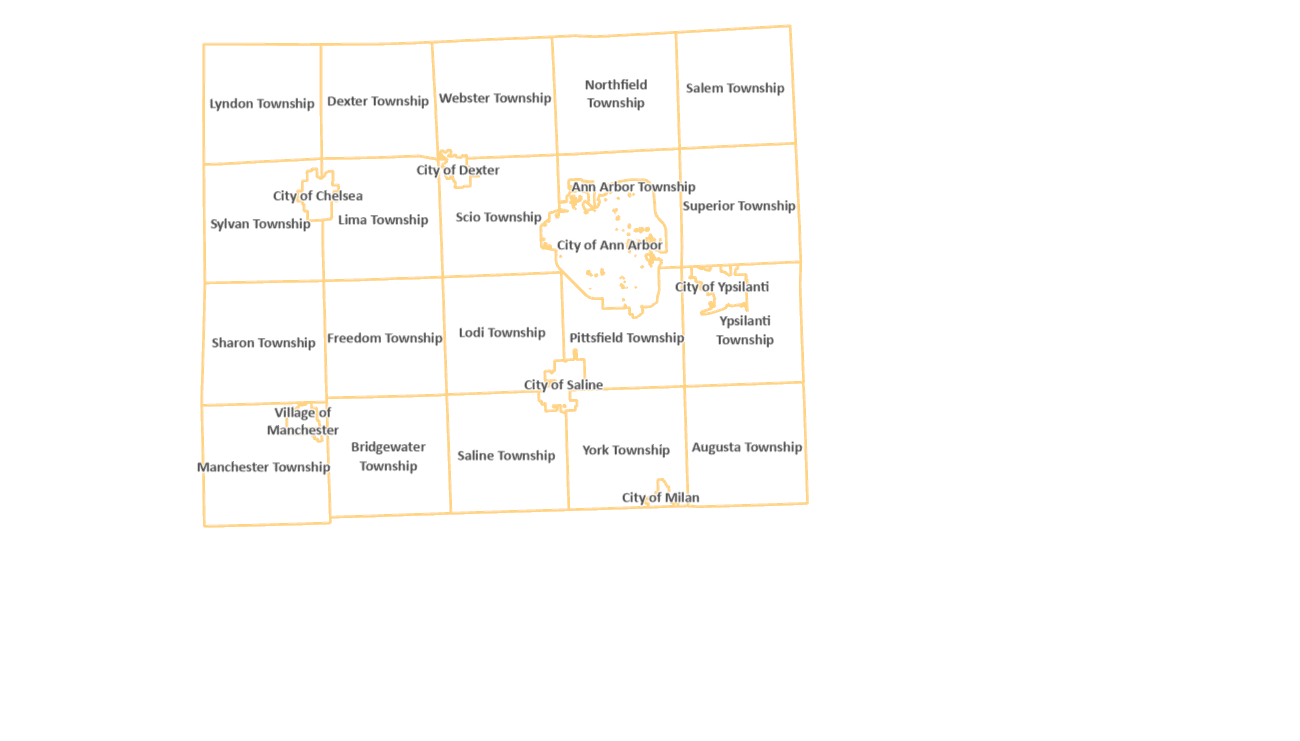 Lyndon Township
Dexter Township
Webster Township
Northfield
Township
Salem Township
City of Dexter
City of Chelsea
Ann Arbor Township
Sylvan Township
Lima Township
Scio Township
Superior Township
City of Ann Arbor
City of Ypsilanti
Sharon Township
Freedom Township
Lodi Township
Pittsfield Township
Ypsilanti
Township
City of Saline
Village of
Manchester
Manchester Township
Bridgewater
Township
Saline Township
York Township
Augusta Township
City of Milan